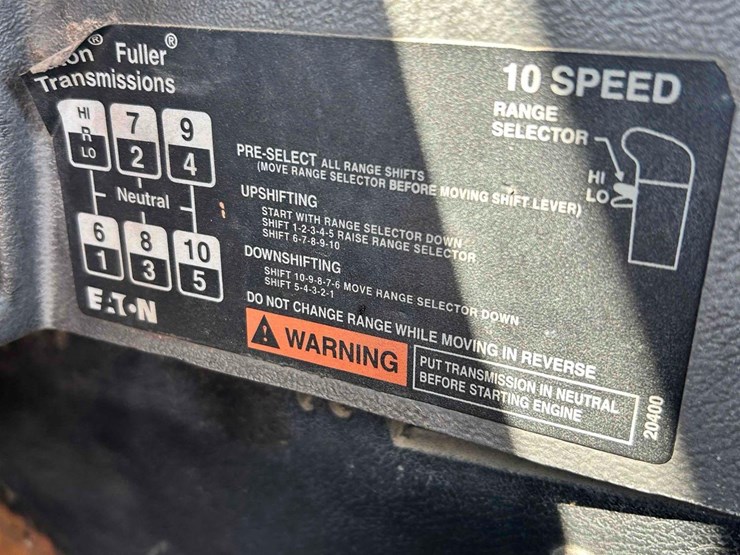 Fuller®
Transmissions
10 SPEED
RANGE
SELECTOR
HI
LO
HI
R
LO
7
2
9
4
Neutral
6
1
8
3
10
5
EATON
PRE-SELECT ALL RANGE SHIFTS
(MOVE RANGE SELECTOR BEFORE MOVING SHIFT LEVER)
UPSHIFTING
START WITH RANGE SELECTOR DOWN
SHIFT 1-2-3-4-5 RAISE RANGE SELECTOR
SHIFT 6-7-8-9-10
DOWNSHIFTING
SHIFT 10-9-8-7-6 MOVE RANGE SELECTOR DOWN
SHIFT 5-4-3-2-1
DO NOT CHANGE RANGE WHILE MOVING IN REVERSE
WARNING
PUT TRANSMISSION IN NEUTRAL
BEFORE STARTING ENGINE
20400